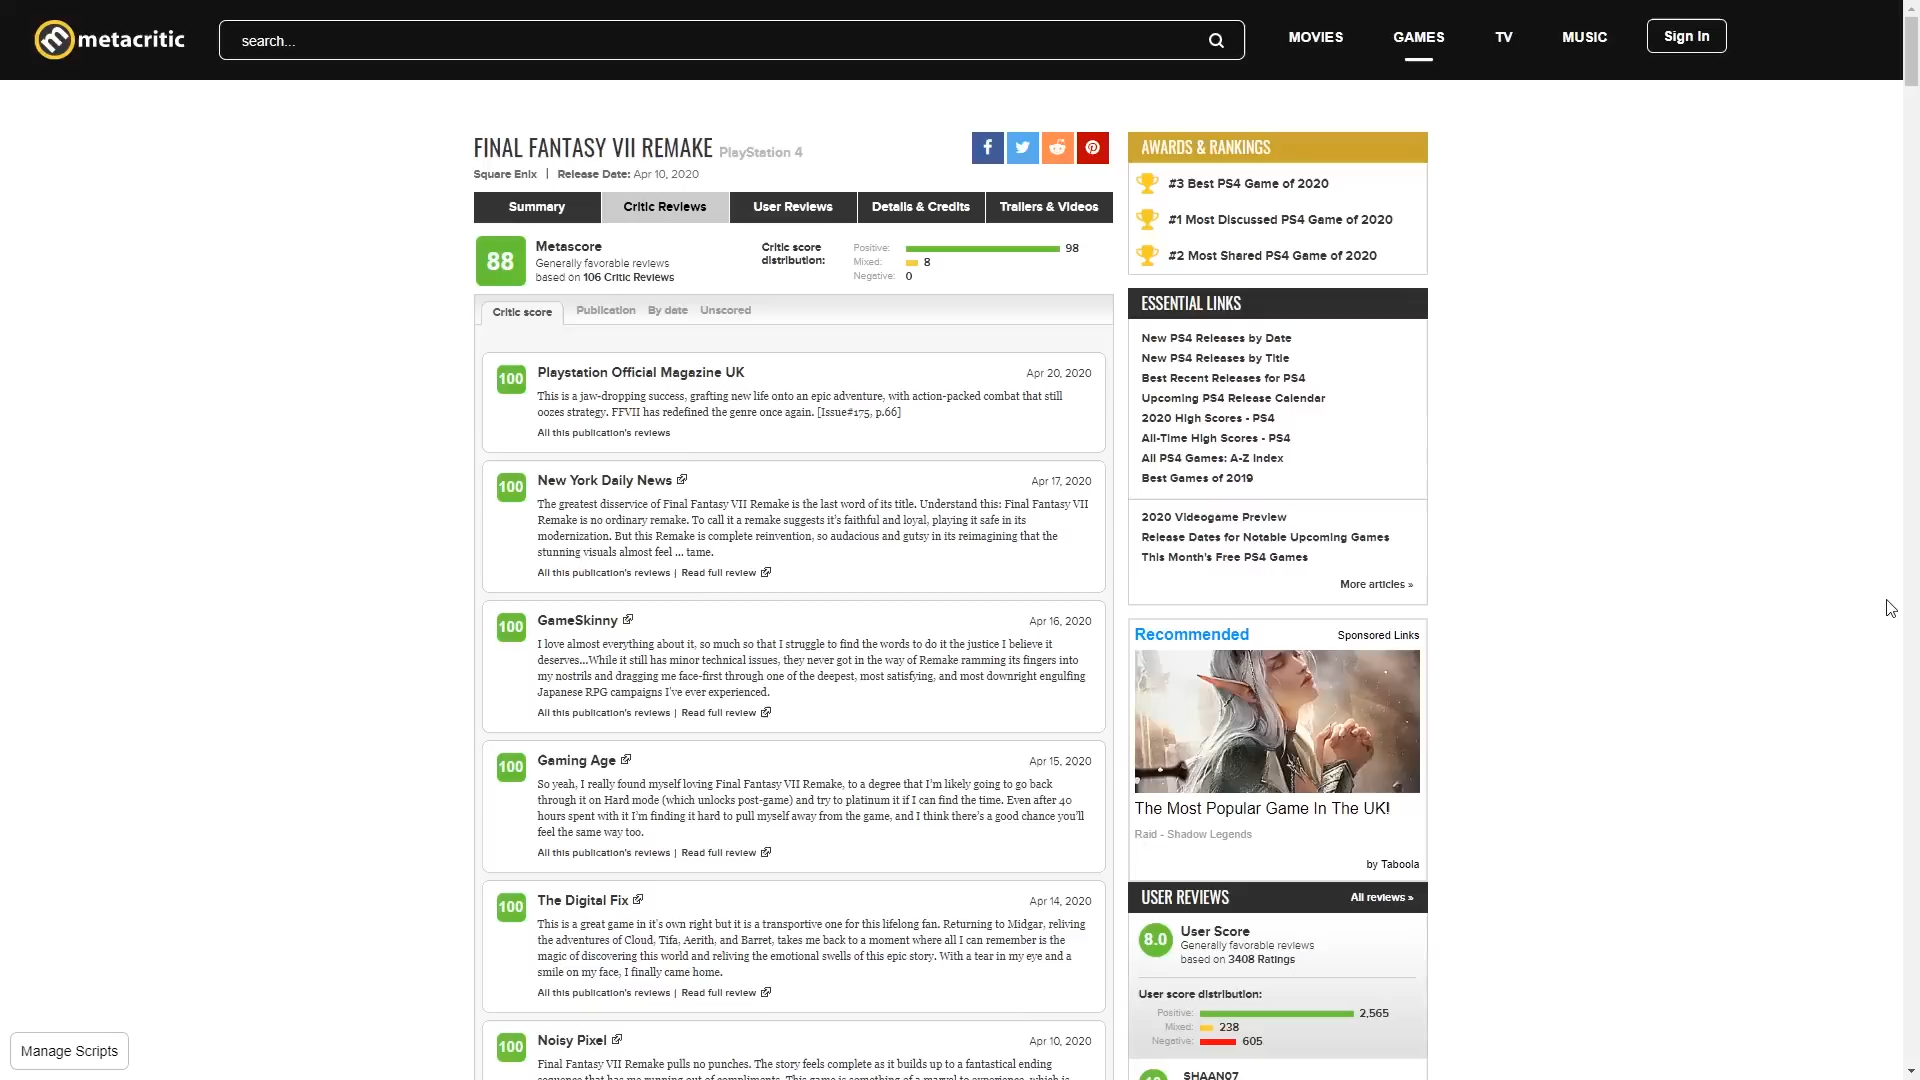 metacritic
search...
MOVIES
GAMES
TV
MUSIC
Sign In
FINAL FANTASY VII REMAKE PlayStation 4
Square Enix | Release Date: Apr 10, 2020
Summary
Critic Reviews
User Reviews
Details & Credits
Trailers & Videos
88
Metascore
Generally favorable reviews
based on 106 Critic Reviews
Critic score
distribution:
Positive: 98
Mixed: 8
Negative: 0
Critic score
Publication
By date
Unscored
100
Playstation Official Magazine UK
Apr 20, 2020
This is a jaw-dropping success, grafting new life onto an epic adventure, with action-packed combat that still
oozes strategy. FFVII has redefined the genre once again. [Issue#175, p.66]
All this publication's reviews
100
New York Daily News
Apr 17, 2020
The greatest disservice of Final Fantasy VII Remake is the last word of its title. Understand this: Final Fantasy VII
Remake is no ordinary remake. To call it a remake suggests it's faithful and loyal, playing it safe in its
modernization. But this Remake is complete reinvention, so audacious and gutsy in its reimagining that the
stunning visuals almost feel ... tame.
All this publication's reviews | Read full review
100
GameSkinny
Apr 16, 2020
I love almost everything about it, so much so that I struggle to find the words to do it the justice I believe it
deserves...While it still has minor technical issues, they never got in the way of Remake ramming its fingers into
my nostrils and dragging me face-first through one of the deepest, most satisfying, and most downright engulfing
Japanese RPG campaigns I've ever experienced.
All this publication's reviews | Read full review
100
Gaming Age
Apr 15, 2020
So yeah, I really found myself loving Final Fantasy VII Remake, to a degree that I'm likely going to go back
through it on Hard mode (which unlocks post-game) and try to platinum it if I can find the time. Even after 40
hours spent with it I'm finding it hard to pull myself away from the game, and I think there's a good chance you'll
feel the same way too.
All this publication's reviews | Read full review
100
The Digital Fix
Apr 14, 2020
This is a great game in it's own right but it is a transportive one for this lifelong fan. Returning to Midgar, reliving
the adventures of Cloud, Tifa, Aerith, and Barret, takes me back to a moment where all I can remember is the
magic of discovering this world and reliving the emotional swells of this epic story. With a tear in my eye and a
smile on my face, I finally came home.
All this publication's reviews | Read full review
100
Noisy Pixel
Apr 10, 2020
Final Fantasy VII Remake pulls no punches. The story feels complete as it builds up to a fantastical ending
AWARDS & RANKINGS
#3 Best PS4 Game of 2020
#1 Most Discussed PS4 Game of 2020
#2 Most Shared PS4 Game of 2020
ESSENTIAL LINKS
New PS4 Releases by Date
New PS4 Releases by Title
Best Recent Releases for PS4
Upcoming PS4 Release Calendar
2020 High Scores - PS4
All-Time High Scores - PS4
All PS4 Games: A-Z Index
Best Games of 2019
2020 Videogame Preview
Release Dates for Notable Upcoming Games
This Month's Free PS4 Games
More articles »
Recommended
Sponsored Links
The Most Popular Game In The UK!
Raid - Shadow Legends
by Taboola
USER REVIEWS
All reviews »
8.0
User Score
Generally favorable reviews
based on 3408 Ratings
User score distribution:
Positive: 2,565
Mixed: 238
Negative: 605
SHAAN07
Manage Scripts